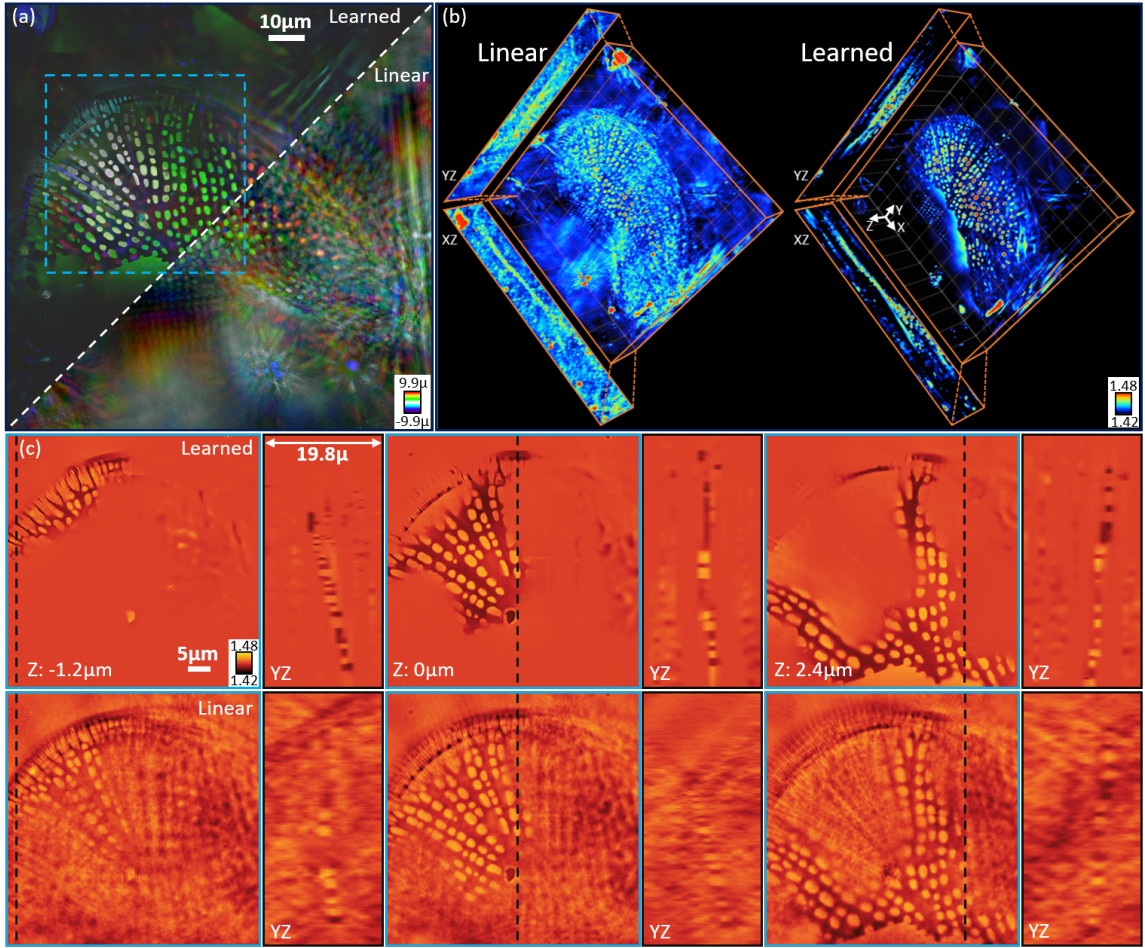 (a)
Learned
10μm
Linear
9.9μ
-9.9μ
(b)
Linear
Learned
YZ
XZ
YZ
XZ
Y
Z
X
1.48
1.42
(c)
Learned
19.8μ
Z: -1.2μm
5μm
1.48
1.42
YZ
Z: 0μm
YZ
Z: 2.4μm
YZ
Linear
YZ
YZ
YZ